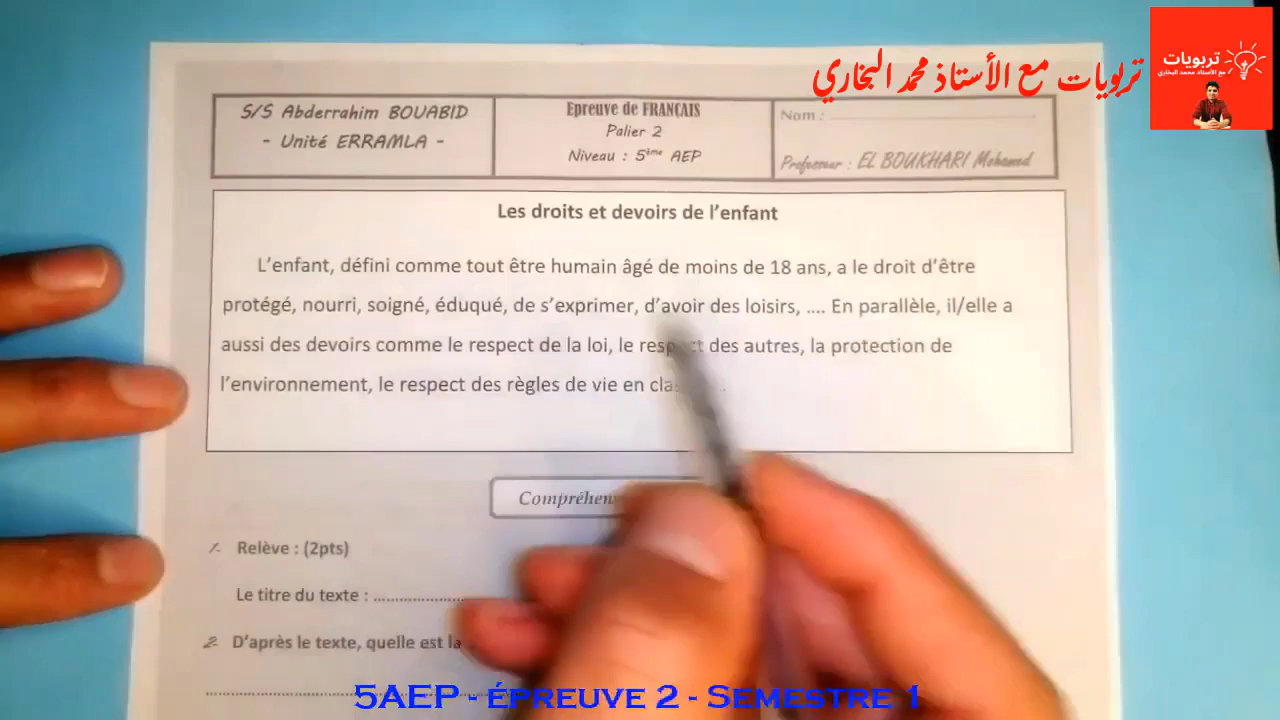 تربويات مع الأستاذ محمد البخاري
تربويات
مع الأستاذ محمد البخاري
S/S Abderrahim BOUABID
- Unité ERRAMLA -
Epreuve de FRANÇAIS
Palier 2
Niveau : 5ème AEP
Nom :
Professeur : EL BOUKHARI Mohamed
Les droits et devoirs de l'enfant
L'enfant, défini comme tout être humain âgé de moins de 18 ans, a le droit d'être
protégé, nourri, soigné, éduqué, de s'exprimer, d'avoir des loisirs, .... En parallèle, il/elle a
aussi des devoirs comme le respect de la loi, le respect des autres, la protection de
l'environnement, le respect des règles de vie en
1. Relève : (2pts)
Le titre du texte : ......................
2. D'après le texte, quelle est la
5AEP - épreuve 2 - Semestre 1